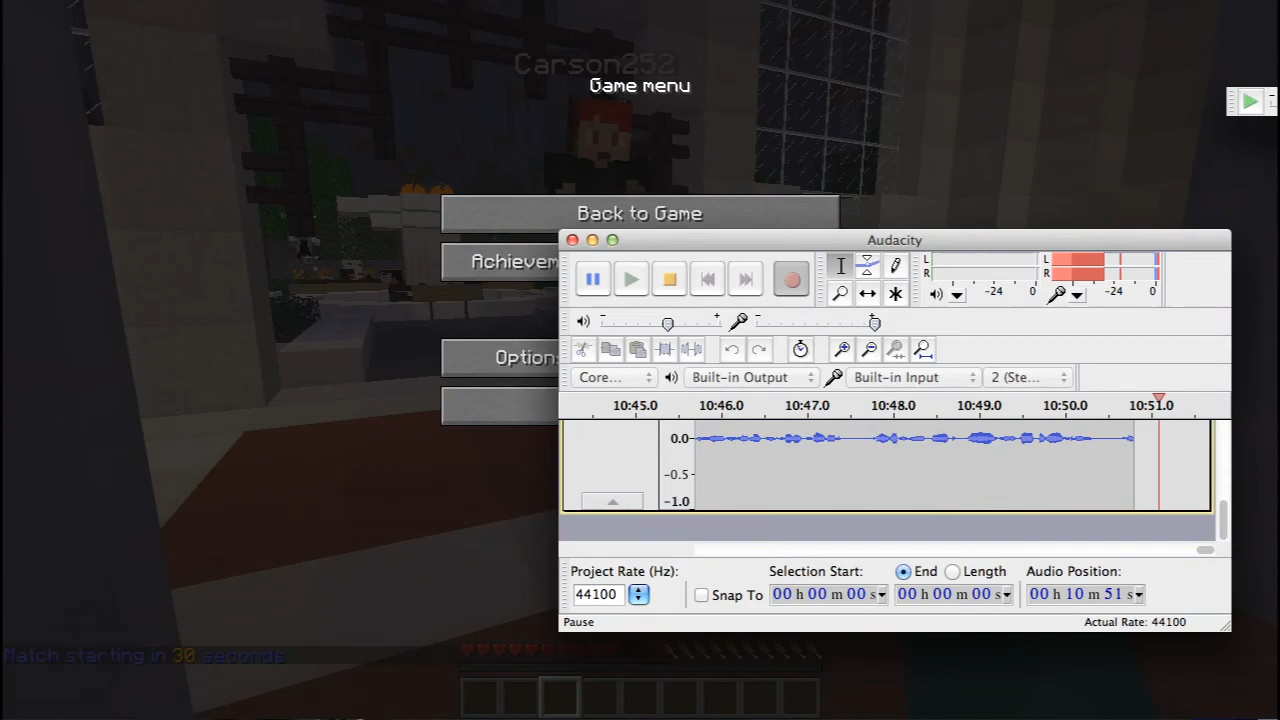 Carson252
Game menu
Back to Game
Audacity
Achievem
L
R
-24 0
L
R
-24 0
- +
- +
Options
Core...
Built-in Output
Built-in Input
2 (Ste...
10:45.0 10:46.0 10:47.0 10:48.0 10:49.0 10:50.0 10:51.0
0.0-
-0.5-
-1.0
Project Rate (Hz):
Selection Start:
End
Length
Audio Position:
44100
Snap To
00 h 00 m 00 s
00 h 00 m 00 s
00 h 10 m 51 s
Pause
Actual Rate: 44100
Match starting in 30 seconds